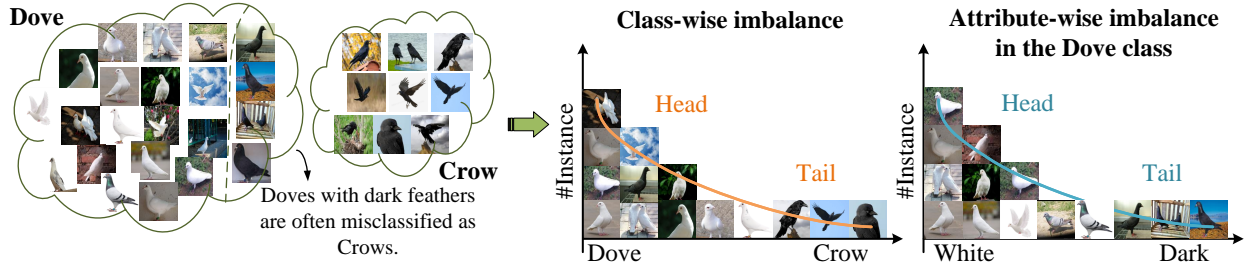 Dove
Crow
Doves with dark feathers
are often misclassified as
Crows.
Class-wise imbalance
#Instance
Head
Tail
Dove
Crow
Attribute-wise imbalance
in the Dove class
#Instance
Head
Tail
White
Dark